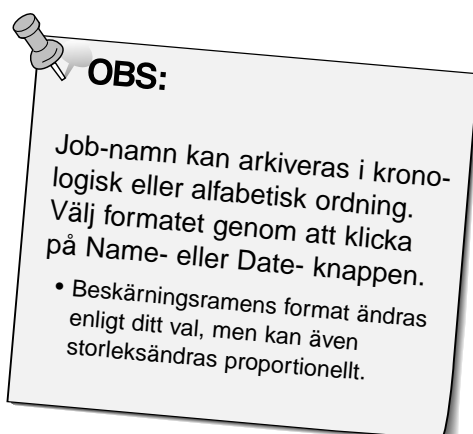 OBS:
Job-namn kan arkiveras i krono-
logisk eller alfabetisk ordning.
Välj formatet genom att klicka
på Name- eller Date- knappen.
• Beskärningsramens format ändras
enligt ditt val, men kan även
storleksändras proportionellt.